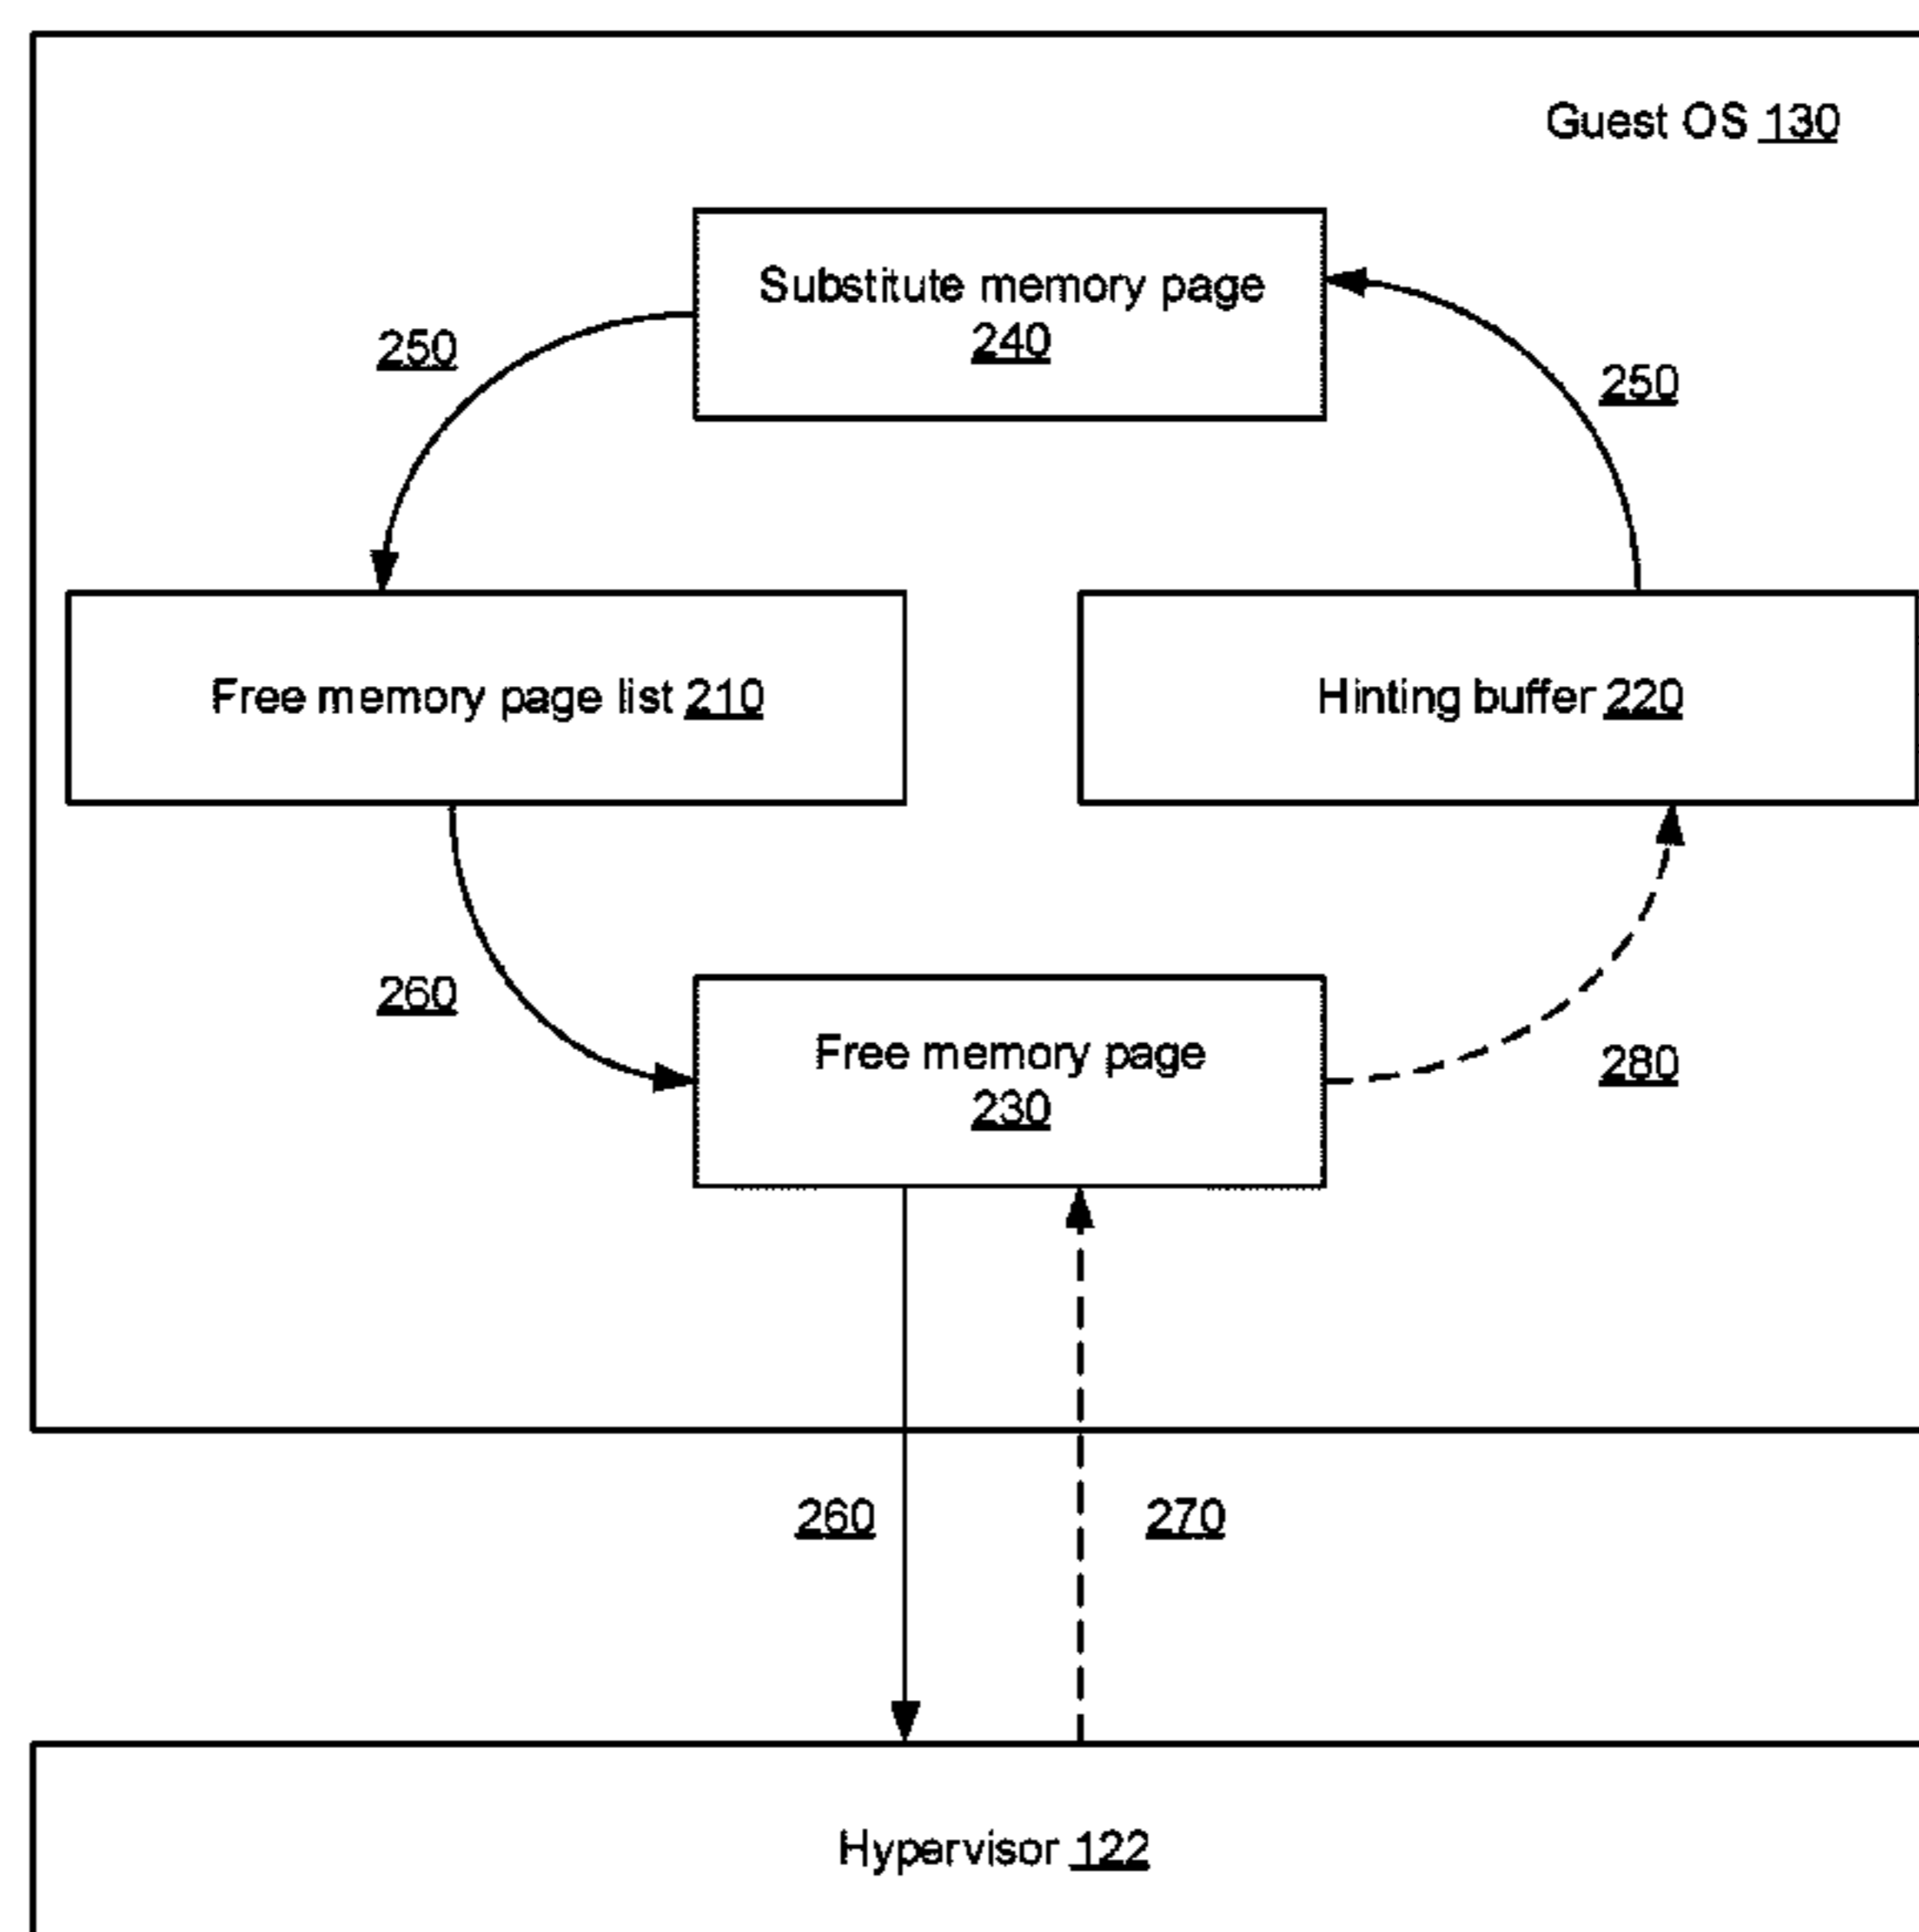 Guest OS 130
Substitute memory page
240
250
250
Free memory page list 210
Hinting buffer 220
260
Free memory page
230
280
260
270
Hypervisor 122